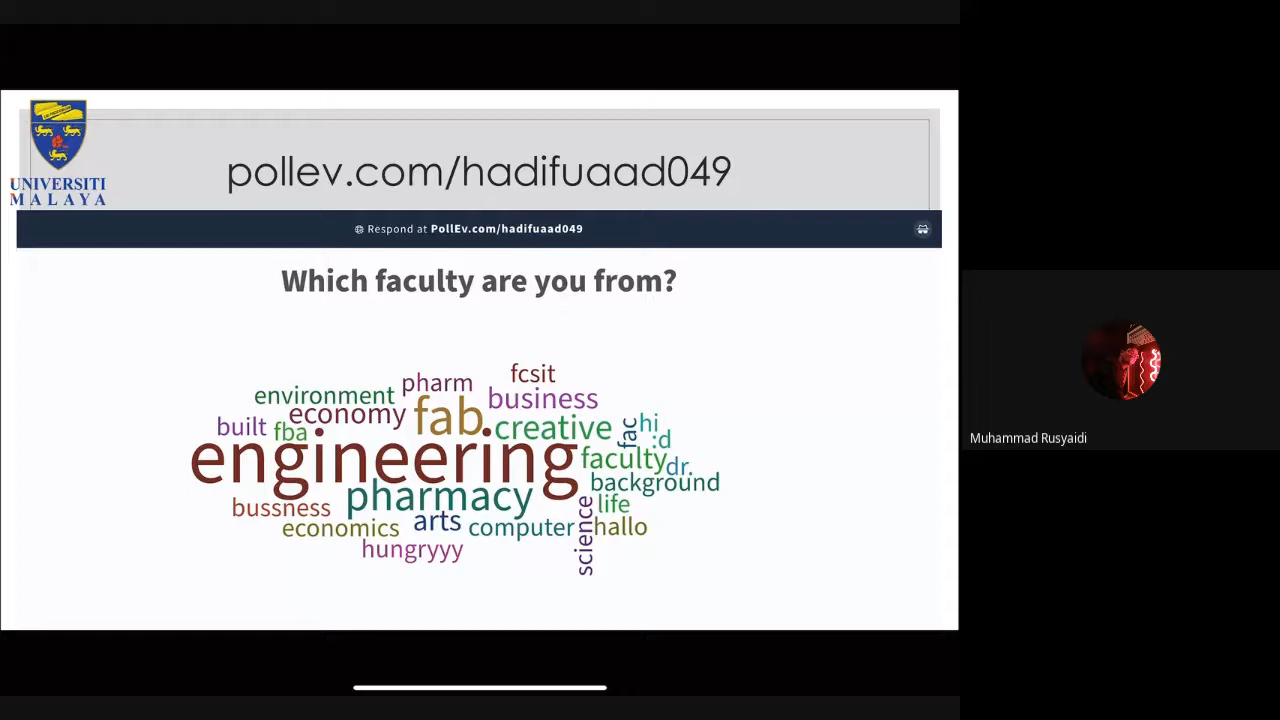 pollev.com/hadifuaad049
UNIVERSITI
MALAYA
Respond at PollEv.com/hadifuaad049
Which faculty are you from?
fcsit
pharm
environment
business
economy
fab
built
fba
creative
fac
hi
:d
engineering
faculty
dr.
background
pharmacy
bussness
life
arts
economics
computer
science
hallo
hungryyy
Muhammad Rusyaidi